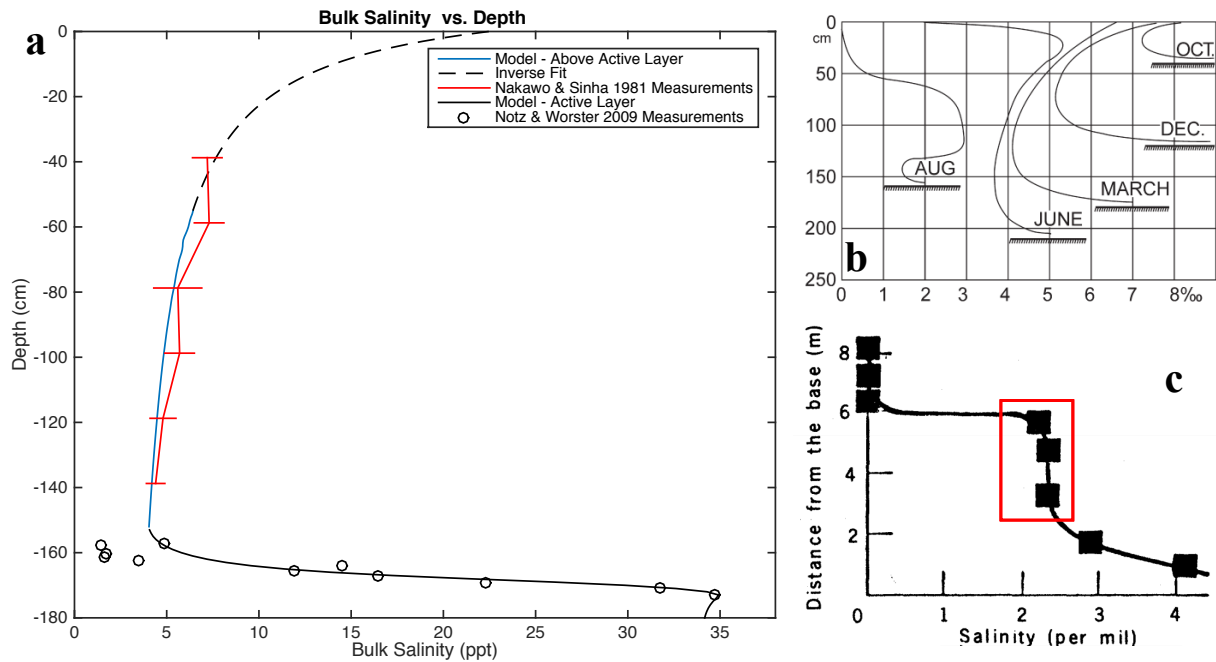 a
Bulk Salinity vs. Depth
Model - Above Active Layer
Inverse Fit
Nakawo & Sinha 1981 Measurements
Model - Active Layer
Notz & Worster 2009 Measurements
Depth (cm)
0
-20
-40
-60
-80
-100
-120
-140
-160
-180
0 5 10 15 20 25 30 35
Bulk Salinity (ppt)
0
cm
50
100
150
200
250
OCT.
DEC.
AUG
MARCH
JUNE
b
0 1 2 3 4 5 6 7 8‰
c
Distance from the base (m)
8
6
4
2
0 1 2 3 4
Salinity (per mil)